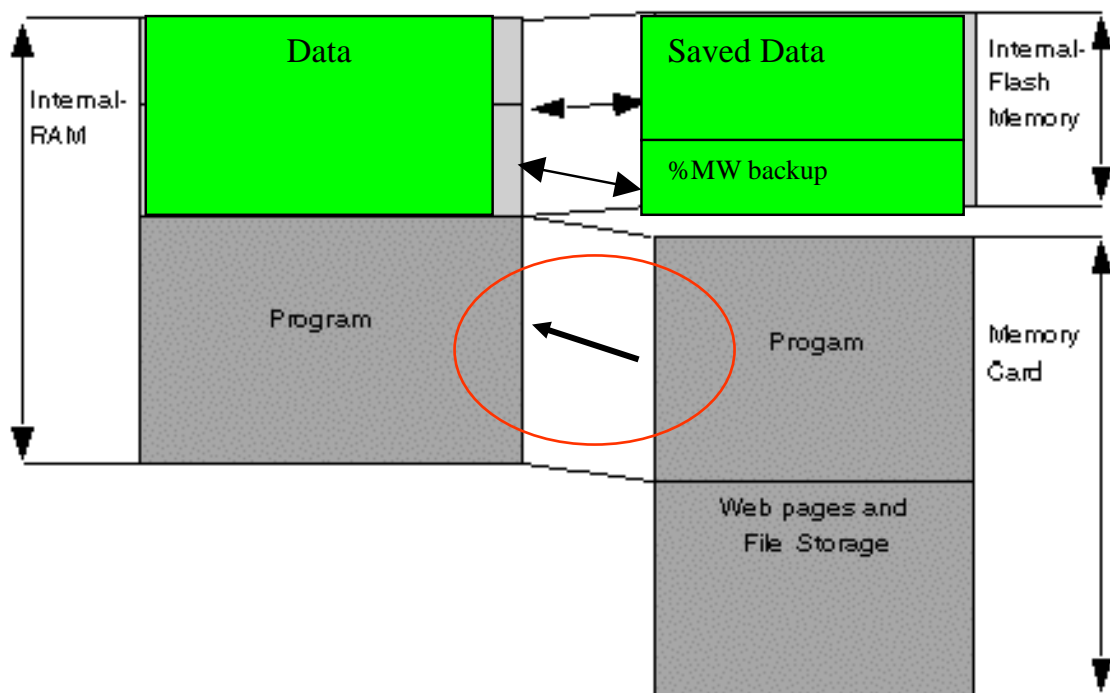 Data
Saved Data
Internal-
RAM
Internal-
Flash
Memory
%MW backup
Program
Progam
Memory
Card
Web pages and
File Storage